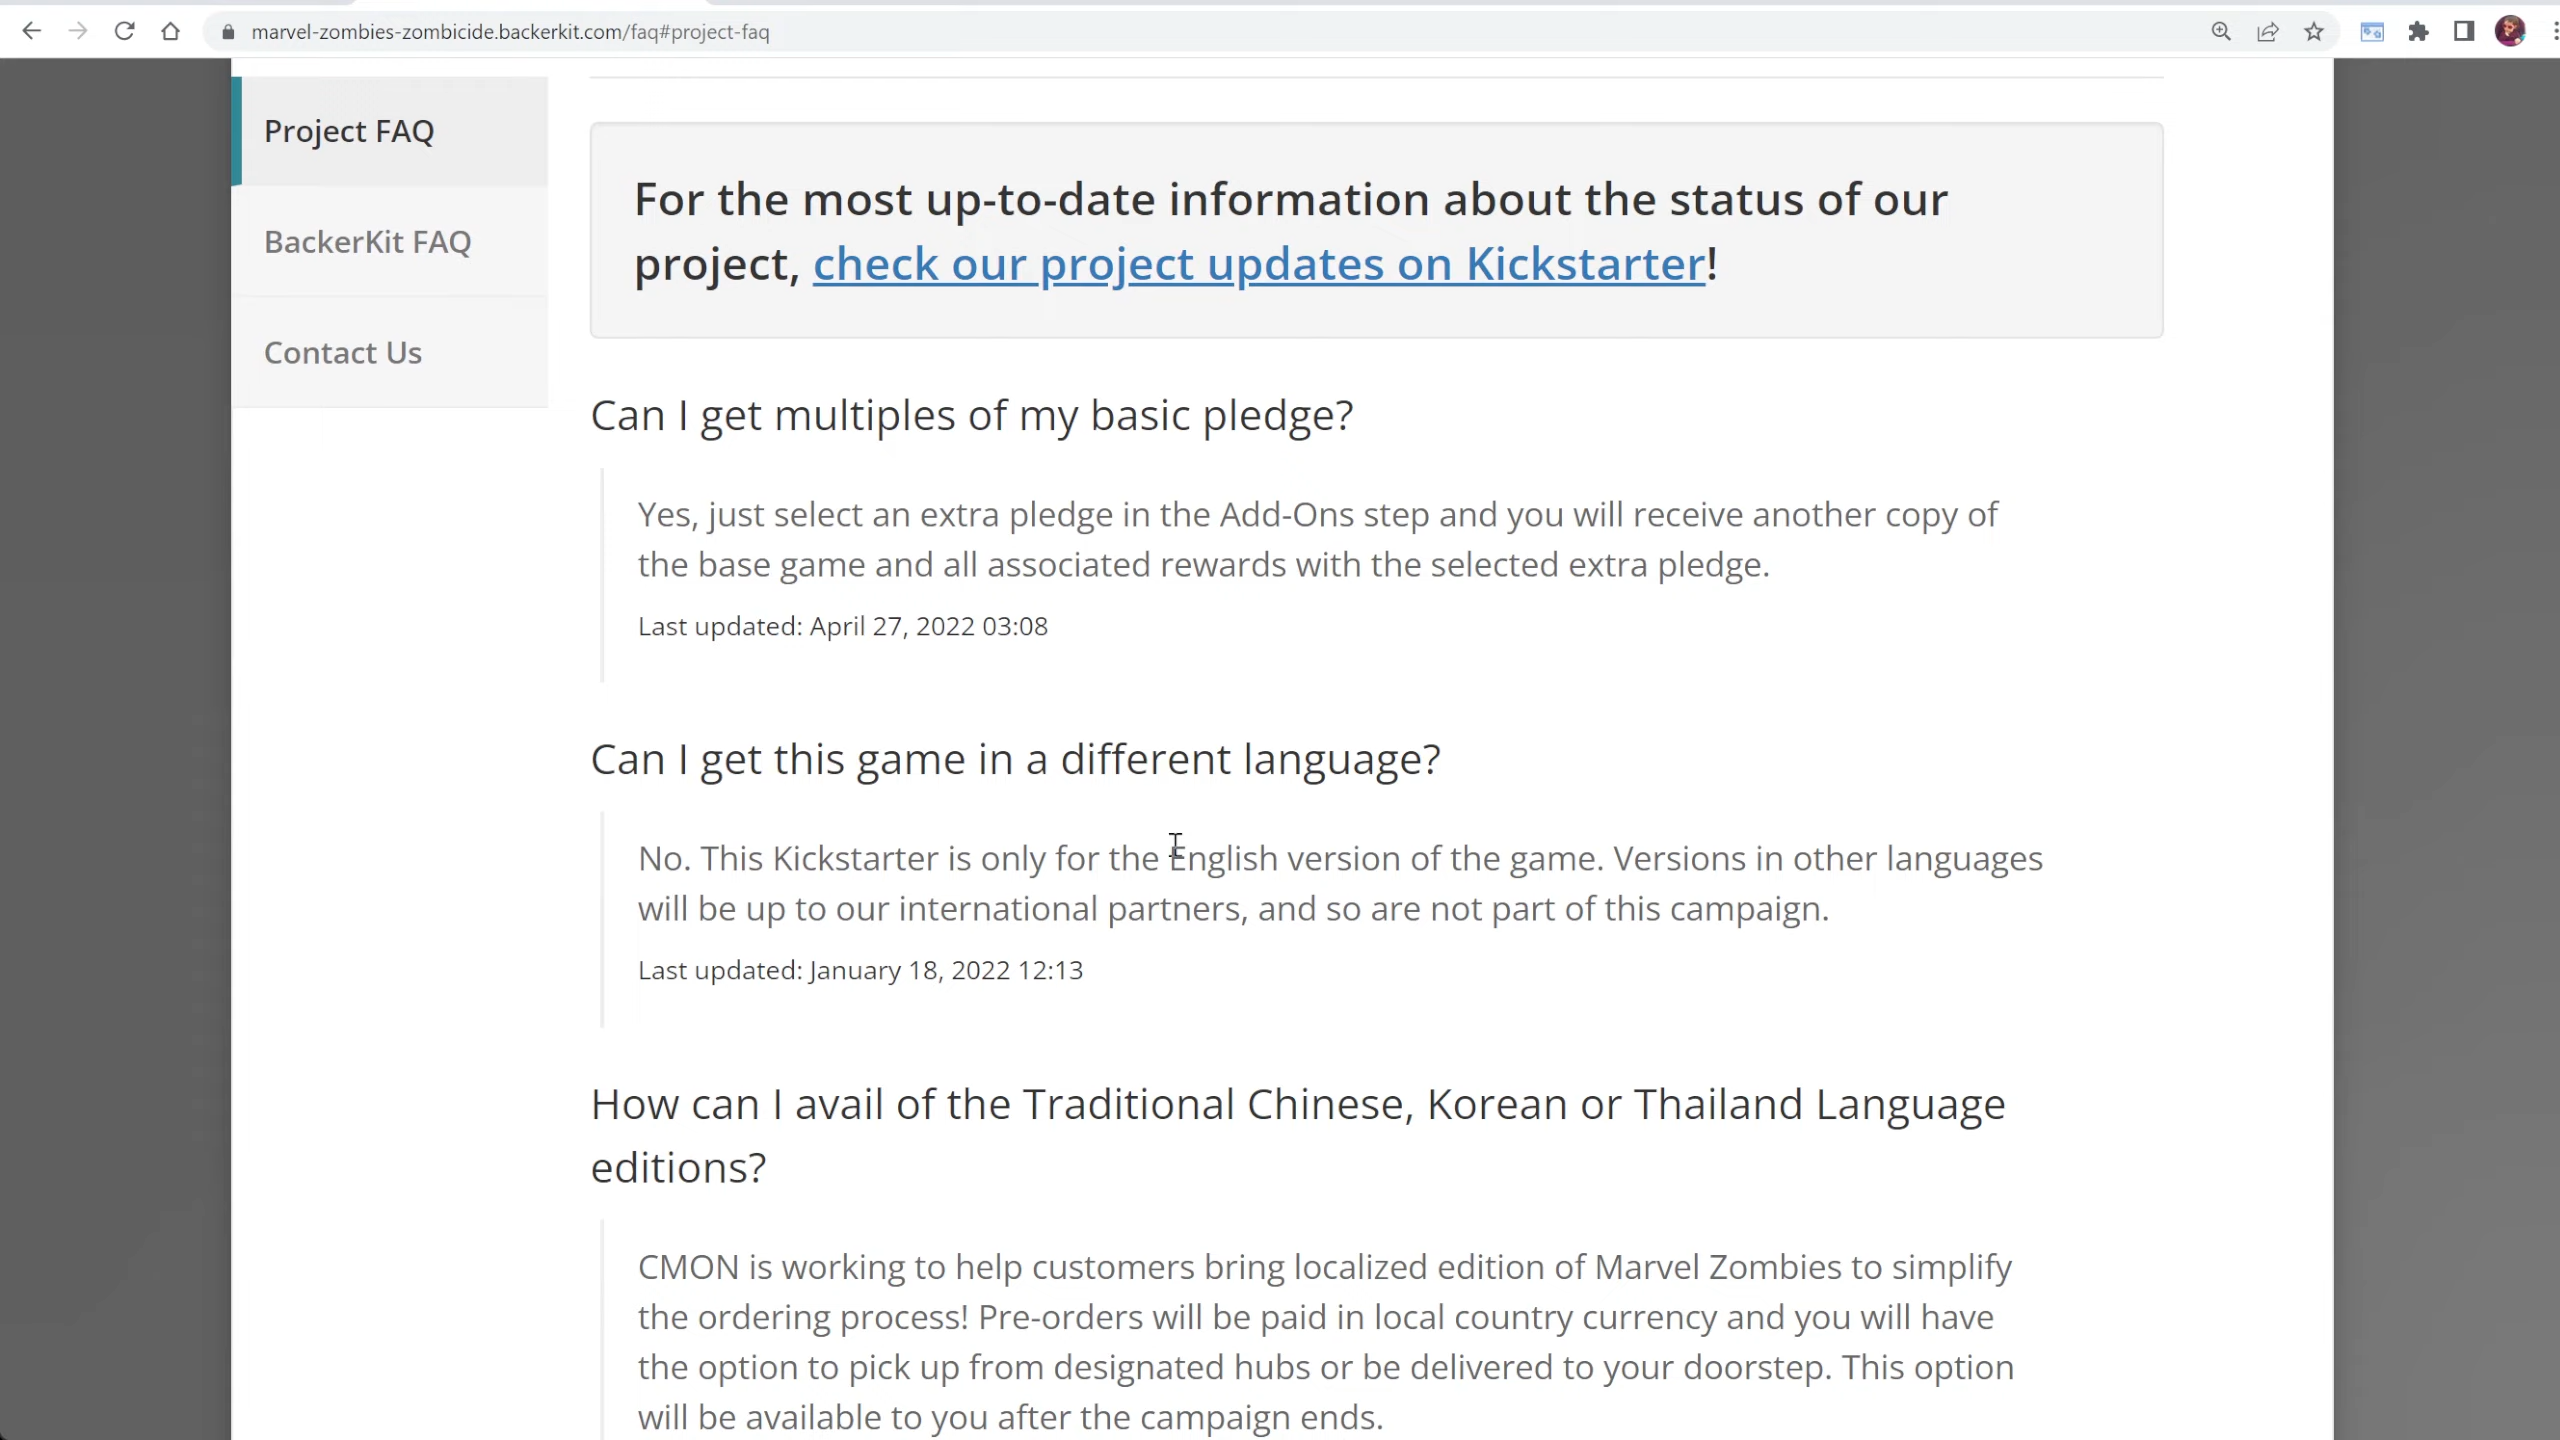 marvel-zombies-zombicide.backerkit.com/faq#project-faq
Project FAQ
BackerKit FAQ
Contact Us
For the most up-to-date information about the status of our
project, check our project updates on Kickstarter!
Can I get multiples of my basic pledge?
Yes, just select an extra pledge in the Add-Ons step and you will receive another copy of
the base game and all associated rewards with the selected extra pledge.
Last updated: April 27, 2022 03:08
Can I get this game in a different language?
No. This Kickstarter is only for the English version of the game. Versions in other languages
will be up to our international partners, and so are not part of this campaign.
Last updated: January 18, 2022 12:13
How can I avail of the Traditional Chinese, Korean or Thailand Language
editions?
CMON is working to help customers bring localized edition of Marvel Zombies to simplify
the ordering process! Pre-orders will be paid in local country currency and you will have
the option to pick up from designated hubs or be delivered to your doorstep. This option
will be available to you after the campaign ends.